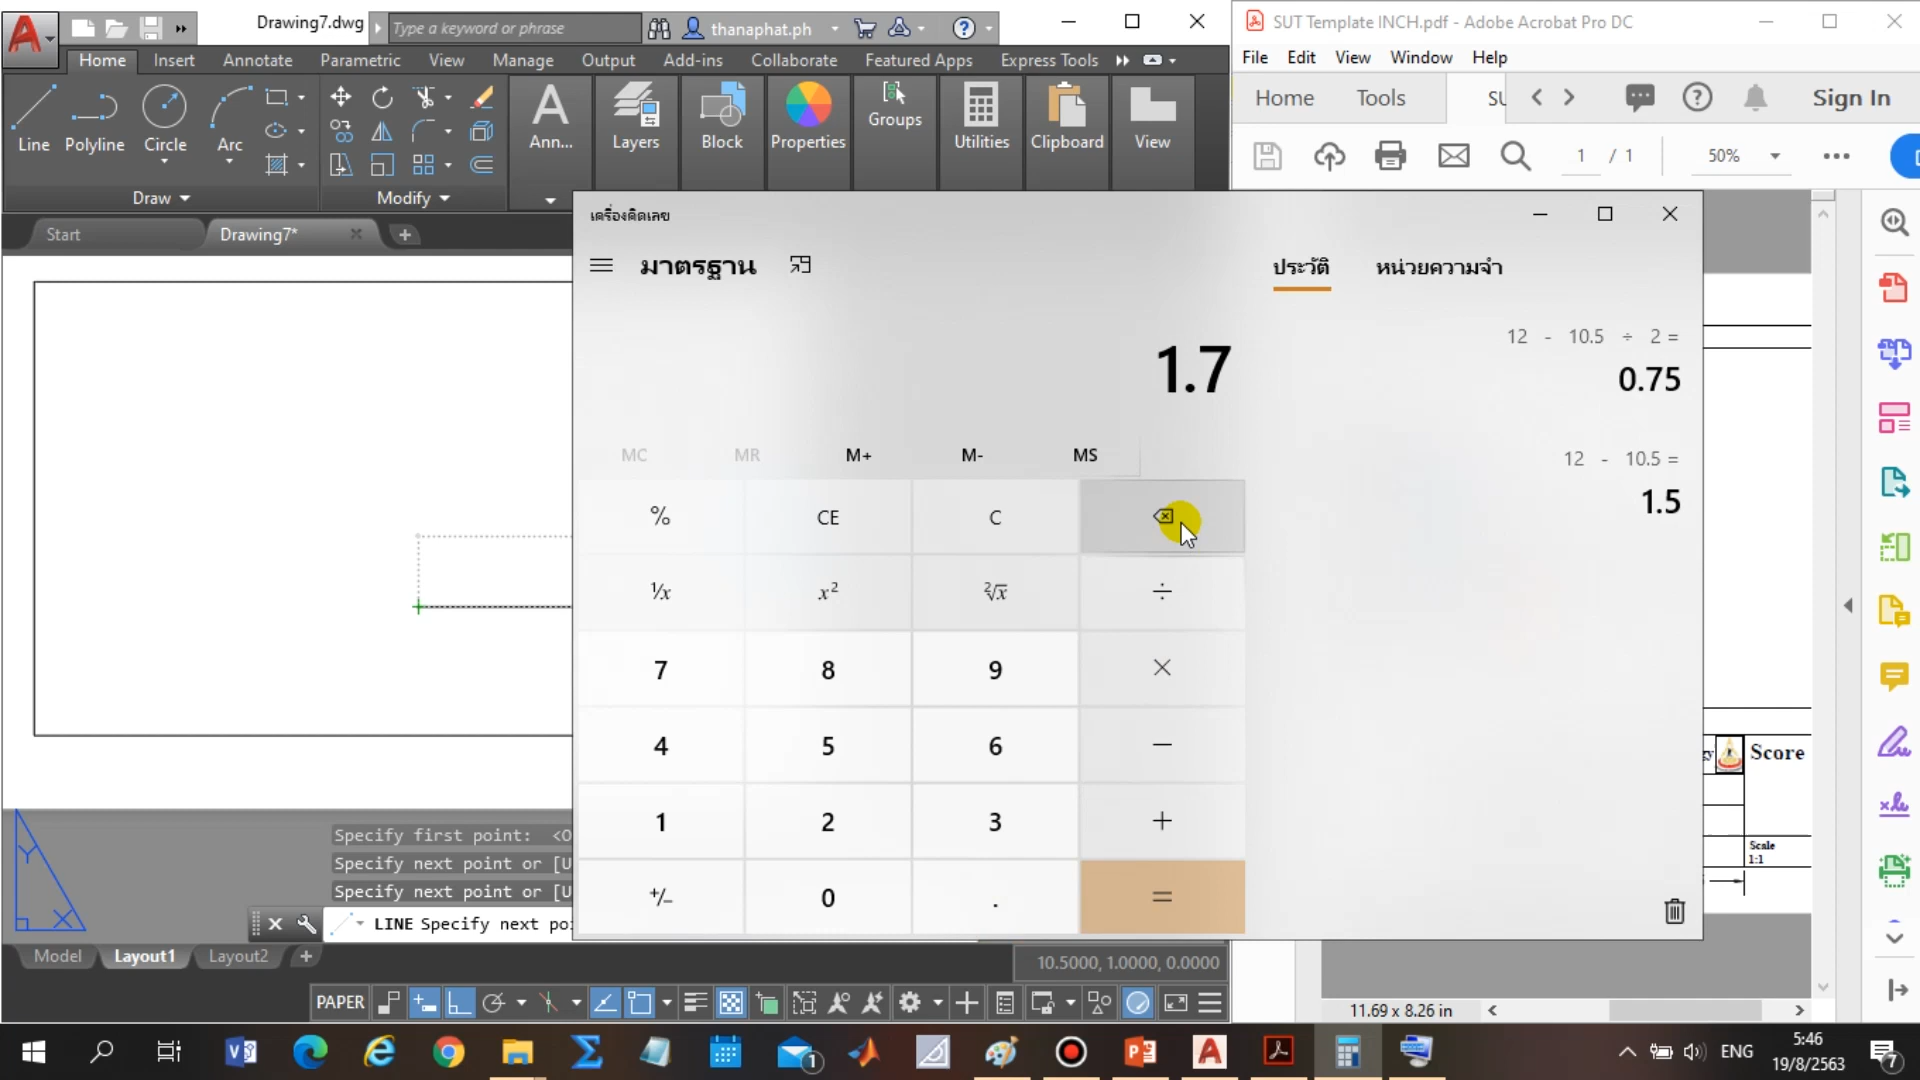 Drawing7.dwg
Type a keyword or phrase
thanaphat.ph
Home
Insert
Annotate
Parametric
View
Manage
Output
Add-ins
Collaborate
Featured Apps
Express Tools
Line
Polyline
Circle
Arc
Draw
Modify
Ann...
Layers
Block
Properties
Groups
Utilities
Clipboard
View
Start
Drawing7*
Y
X
Specify first point: <O
Specify next point or [U
Specify next point or [U
LINE Specify next po
Model
Layout1
Layout2
10.5000, 1.0000, 0.0000
PAPER
เครื่องคิดเลข
มาตรฐาน
1.7
MC
MR
M+
M-
MS
%
CE
C
1/x
x²
²√x
÷
7
8
9
×
4
5
6
−
1
2
3
+
+/−
0
.
=
ประวัติ
หน่วยความจำ
12 - 10.5 ÷ 2 =
0.75
12 - 10.5 =
1.5
SUT Template INCH.pdf - Adobe Acrobat Pro DC
File
Edit
View
Window
Help
Home
Tools
SU
Sign In
1 / 1
50%
Score
Scale
1:1
11.69 x 8.26 in
1
ENG
5:46
19/8/2563
7